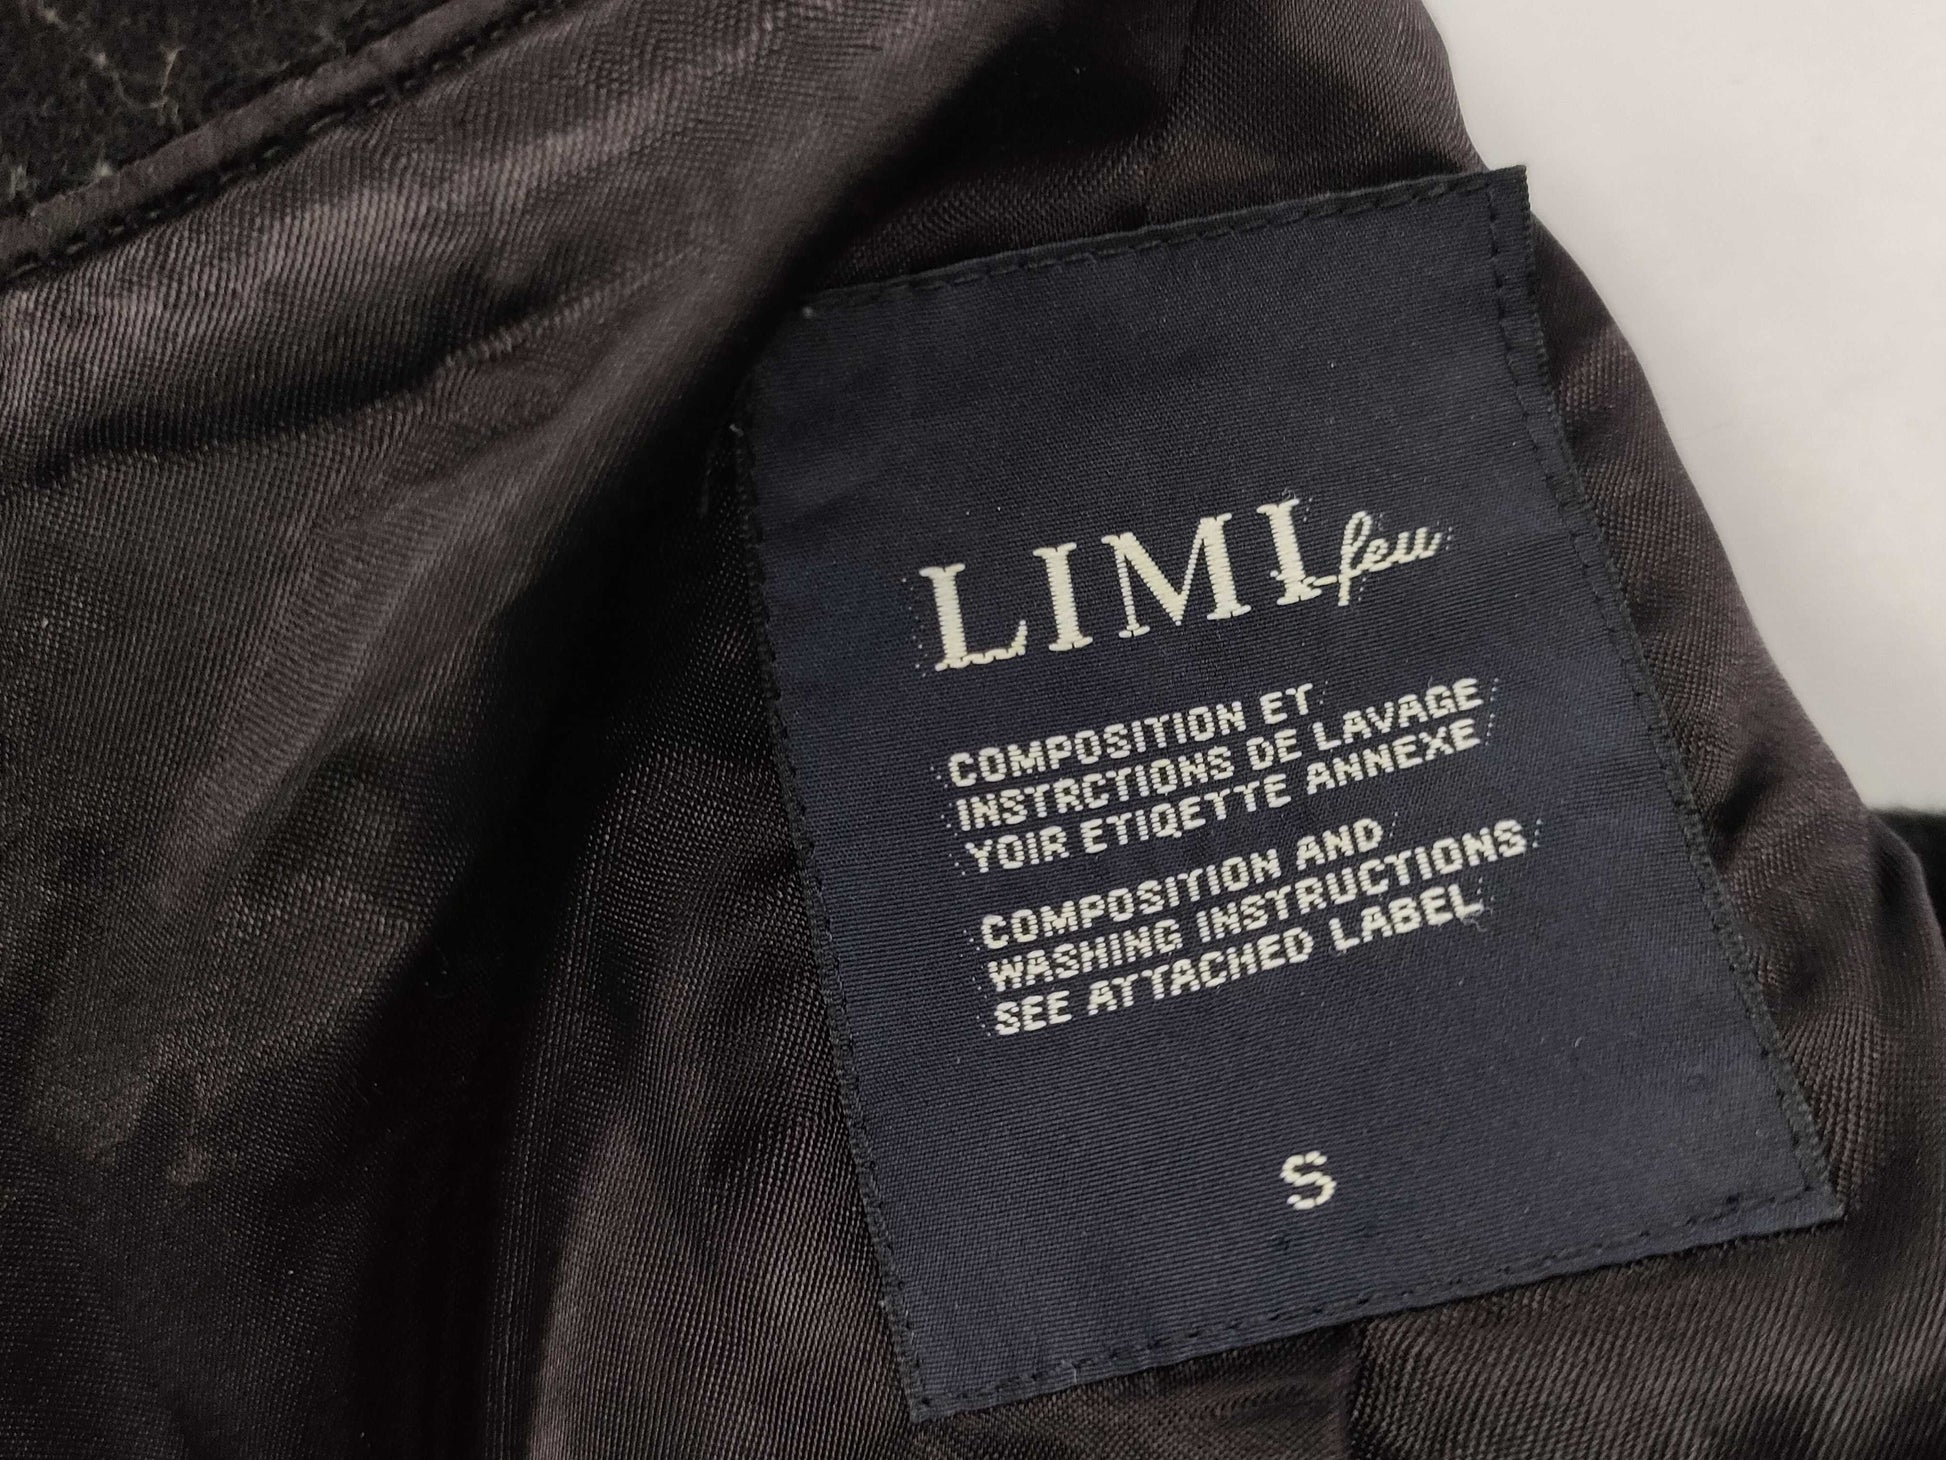 LIMI feu
COMPOSITION ET
INSTRCTIONS DE LAVAGE
YOIR ETIQETTE ANNEXE
COMPOSITION AND
WASHING INSTRUCTIONS
SEE ATTACHED LABEL
S